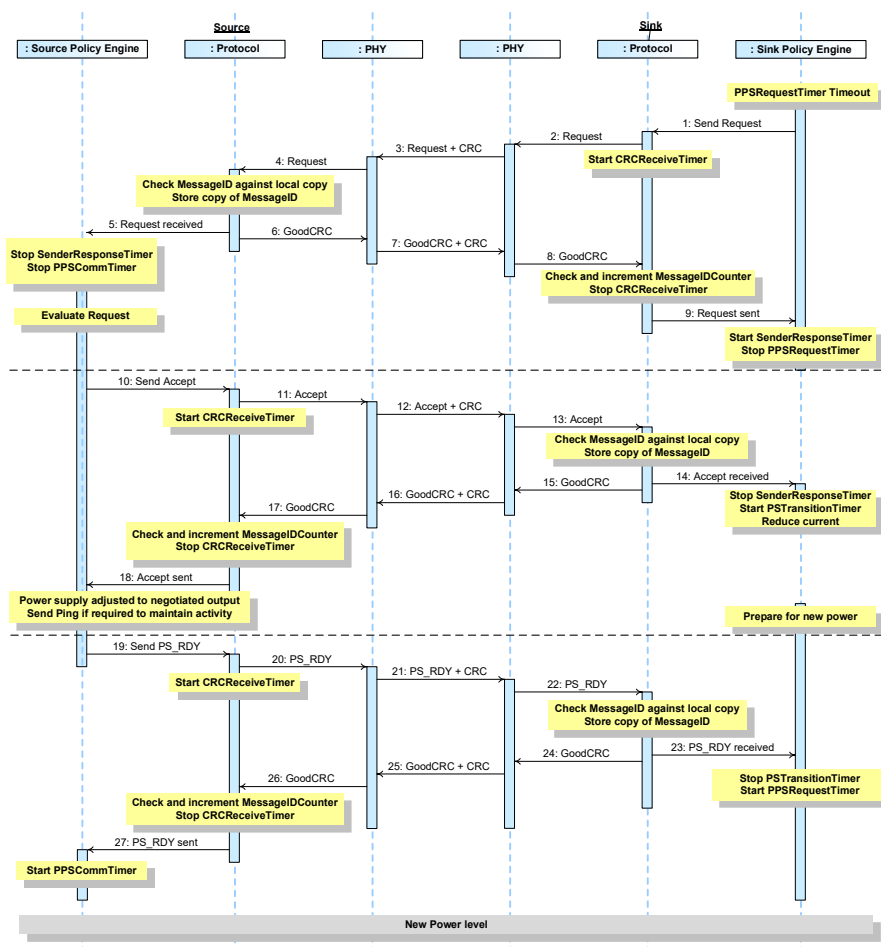 Source
Sink
: Source Policy Engine
: Protocol
: PHY
: PHY
: Protocol
: Sink Policy Engine
PPSRequestTimer Timeout
1: Send Request
2: Request
3: Request + CRC
Start CRCReceiveTimer
4: Request
Check MessageID against local copy
Store copy of MessageID
5: Request received
6: GoodCRC
7: GoodCRC + CRC
8: GoodCRC
Stop SenderResponseTimer
Stop PPSCommTimer
Check and increment MessageIDCounter
Stop CRCReceiveTimer
Evaluate Request
9: Request sent
Start SenderResponseTimer
Stop PPSRequestTimer
10: Send Accept
11: Accept
Start CRCReceiveTimer
12: Accept + CRC
13: Accept
Check MessageID against local copy
Store copy of MessageID
14: Accept received
15: GoodCRC
16: GoodCRC + CRC
17: GoodCRC
Stop SenderResponseTimer
Start PSTransitionTimer
Reduce current
Check and increment MessageIDCounter
Stop CRCReceiveTimer
18: Accept sent
Power supply adjusted to negotiated output
Send Ping if required to maintain activity
Prepare for new power
19: Send PS_RDY
20: PS_RDY
Start CRCReceiveTimer
21: PS_RDY + CRC
22: PS_RDY
Check MessageID against local copy
Store copy of MessageID
23: PS_RDY received
24: GoodCRC
25: GoodCRC + CRC
26: GoodCRC
Stop PSTransitionTimer
Start PPSRequestTimer
Check and increment MessageIDCounter
Stop CRCReceiveTimer
27: PS_RDY sent
Start PPSCommTimer
New Power level